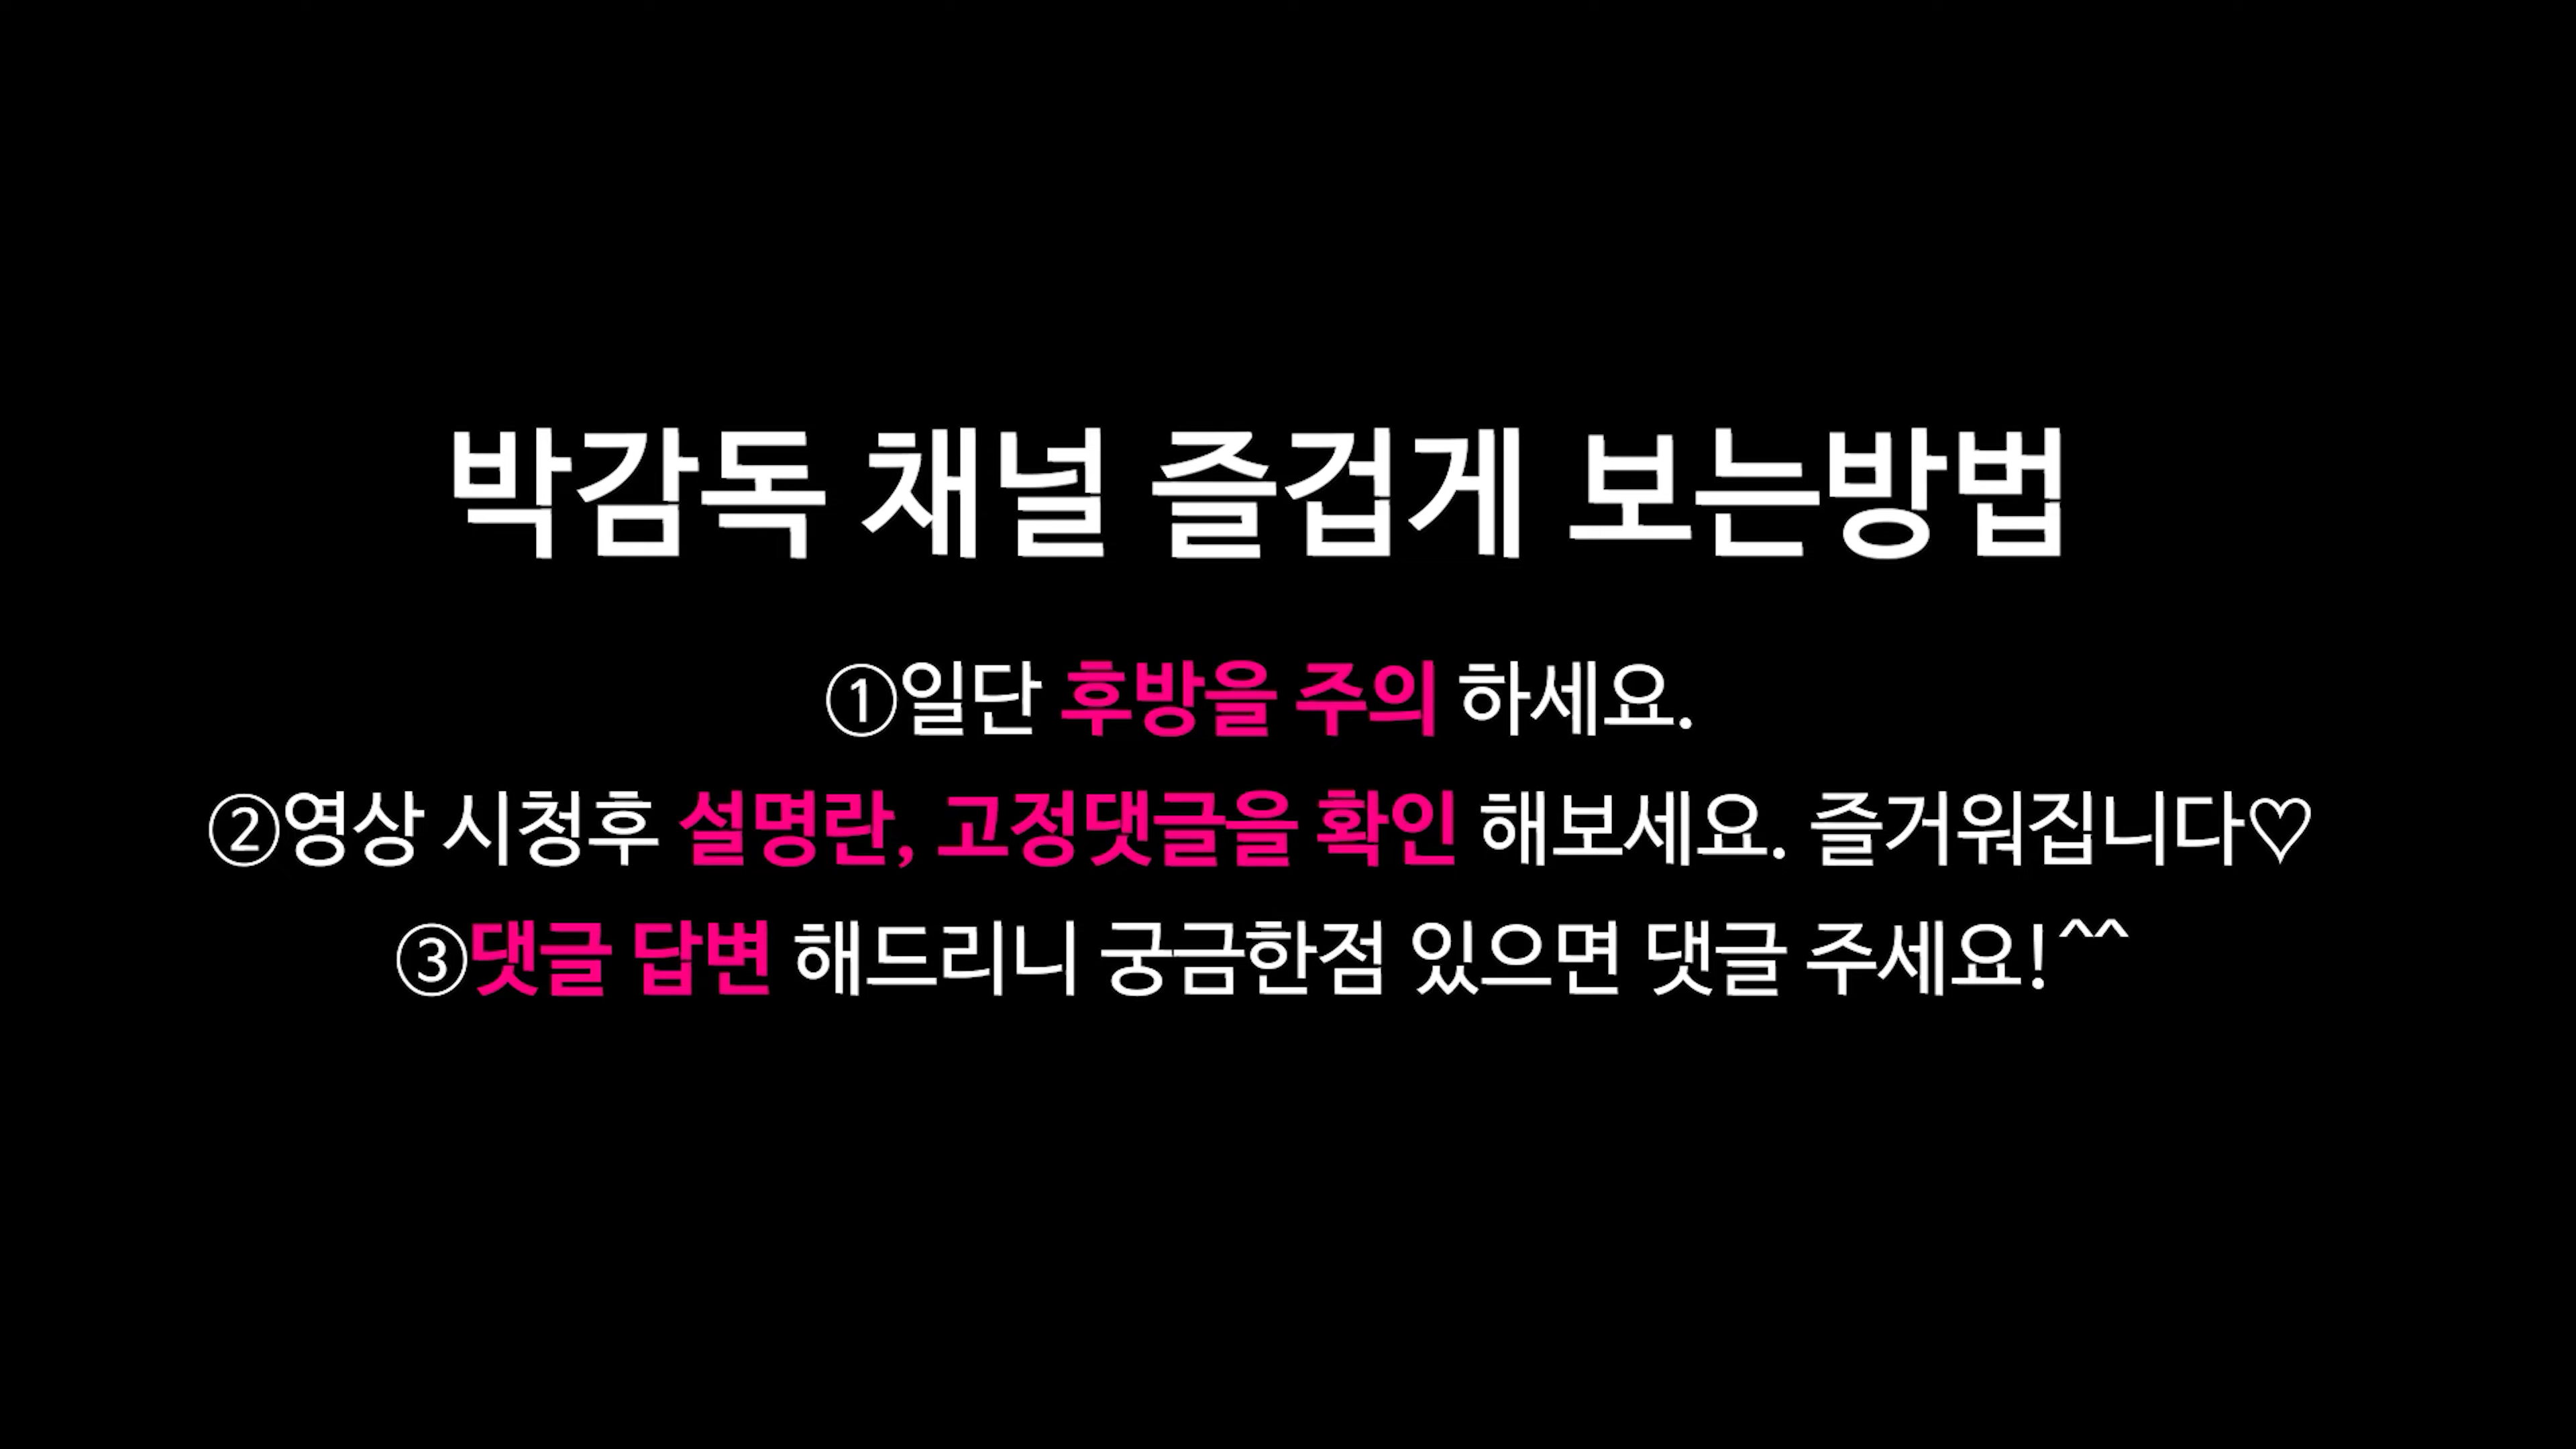 박감독 채널 즐겁게 보는방법
①일단 후방을 주의 하세요.
②영상 시청후 설명란, 고정댓글을 확인 해보세요. 즐거워집니다♡
③댓글 답변 해드리니 궁금한점 있으면 댓글 주세요!^^